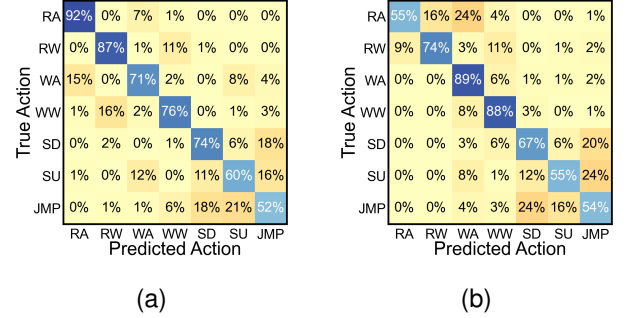 True Action
RA 92% 0% 7% 1% 0% 0% 0%
RW 0% 87% 1% 11% 1% 0% 0%
WA 15% 0% 71% 2% 0% 8% 4%
WW 1% 16% 2% 76% 0% 1% 3%
SD 0% 2% 0% 1% 74% 6% 18%
SU 1% 0% 12% 0% 11% 60% 16%
JMP 0% 1% 1% 6% 18% 21% 52%
RA RW WA WW SD SU JMP
Predicted Action
(a)
True Action
RA 55% 16% 24% 4% 0% 0% 1%
RW 9% 74% 3% 11% 0% 1% 2%
WA 0% 0% 89% 6% 1% 1% 2%
WW 0% 0% 8% 88% 3% 0% 1%
SD 0% 0% 3% 6% 67% 6% 20%
SU 0% 0% 8% 1% 12% 55% 24%
JMP 0% 0% 4% 3% 24% 16% 54%
RA RW WA WW SD SU JMP
Predicted Action
(b)